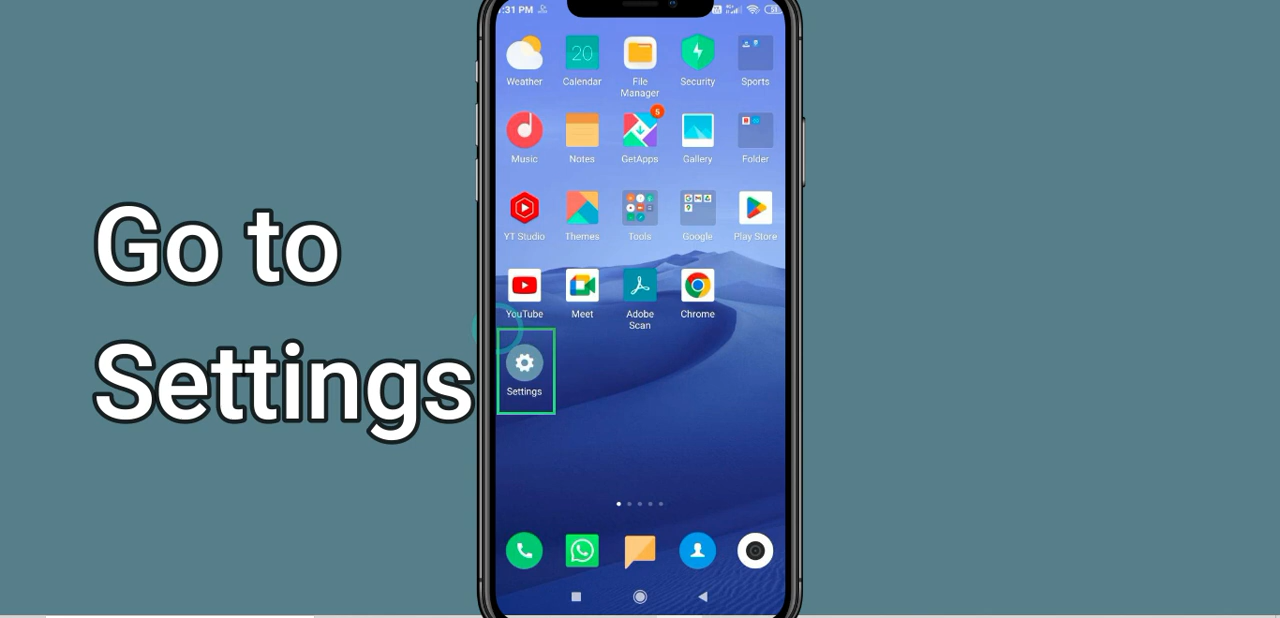 :31 PM
20
Weather
Calendar
File
Manager
Security
Sports
5
Music
Notes
GetApps
Gallery
Folder
YT Studio
Themes
Tools
Google
Play Store
YouTube
Meet
Adobe
Scan
Chrome
Settings
Go to
Settings